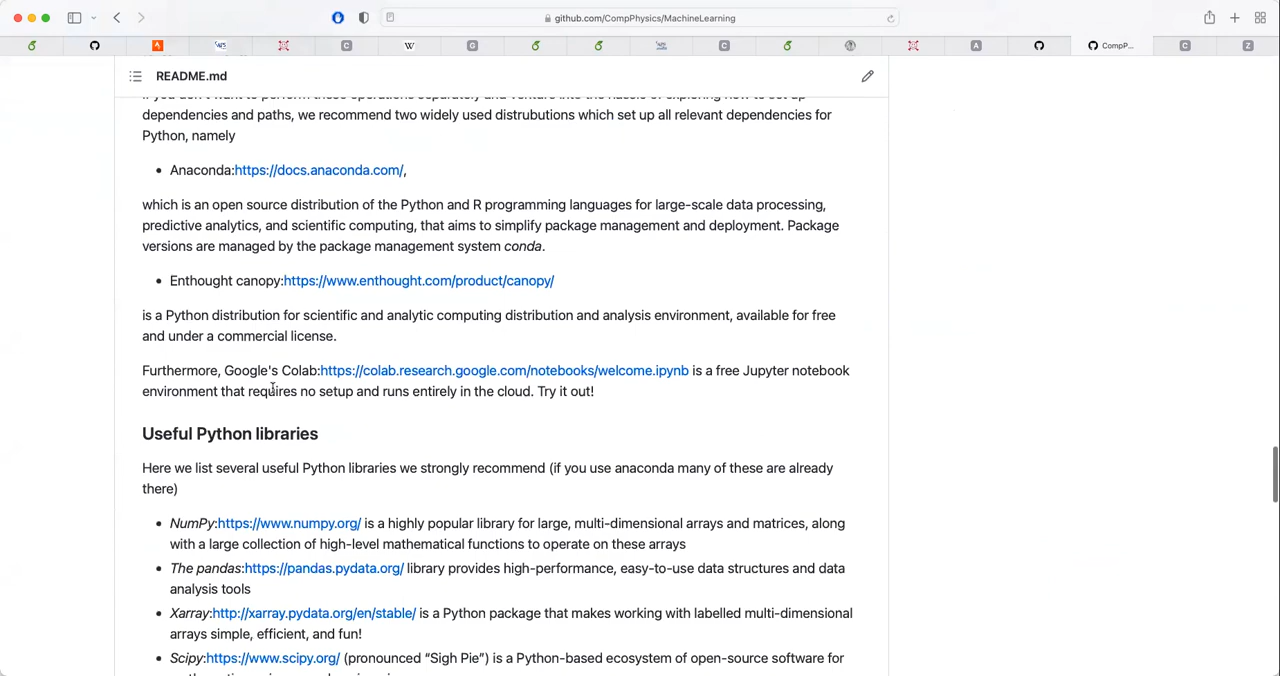 github.com/CompPhysics/MachineLearning
CompP...
README.md
dependencies and paths, we recommend two widely used distrubutions which set up all relevant dependencies for
Python, namely
• Anaconda:https://docs.anaconda.com/,
which is an open source distribution of the Python and R programming languages for large-scale data processing,
predictive analytics, and scientific computing, that aims to simplify package management and deployment. Package
versions are managed by the package management system conda.
• Enthought canopy:https://www.enthought.com/product/canopy/
is a Python distribution for scientific and analytic computing distribution and analysis environment, available for free
and under a commercial license.
Furthermore, Google's Colab:https://colab.research.google.com/notebooks/welcome.ipynb is a free Jupyter notebook
environment that requires no setup and runs entirely in the cloud. Try it out!
Useful Python libraries
Here we list several useful Python libraries we strongly recommend (if you use anaconda many of these are already
there)
• NumPy:https://www.numpy.org/ is a highly popular library for large, multi-dimensional arrays and matrices, along
with a large collection of high-level mathematical functions to operate on these arrays
• The pandas:https://pandas.pydata.org/ library provides high-performance, easy-to-use data structures and data
analysis tools
• Xarray:http://xarray.pydata.org/en/stable/ is a Python package that makes working with labelled multi-dimensional
arrays simple, efficient, and fun!
• Scipy:https://www.scipy.org/ (pronounced “Sigh Pie”) is a Python-based ecosystem of open-source software for